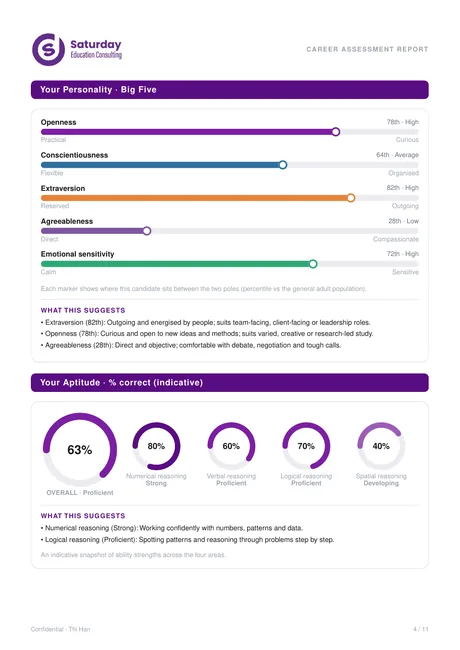 Saturday
Education Consulting
CAREER ASSESSMENT REPORT
Your Personality · Big Five
Openness
78th · High
Practical
Curious
Conscientiousness
64th · Average
Flexible
Organised
Extraversion
82th · High
Reserved
Outgoing
Agreeableness
28th · Low
Direct
Compassionate
Emotional sensitivity
72th · High
Calm
Sensitive
Each marker shows where this candidate sits between the two poles (percentile vs the general adult population).
WHAT THIS SUGGESTS
• Extraversion (82th): Outgoing and energised by people; suits team-facing, client-facing or leadership roles.
• Openness (78th): Curious and open to new ideas and methods; suits varied, creative or research-led study.
• Agreeableness (28th): Direct and objective; comfortable with debate, negotiation and tough calls.
Your Aptitude · % correct (indicative)
63%
OVERALL · Proficient
80%
Numerical reasoning
Strong
60%
Verbal reasoning
Proficient
70%
Logical reasoning
Proficient
40%
Spatial reasoning
Developing
WHAT THIS SUGGESTS
• Numerical reasoning (Strong): Working confidently with numbers, patterns and data.
• Logical reasoning (Proficient): Spotting patterns and reasoning through problems step by step.
An indicative snapshot of ability strengths across the four areas.
Confidential · Thi Han
4 / 11